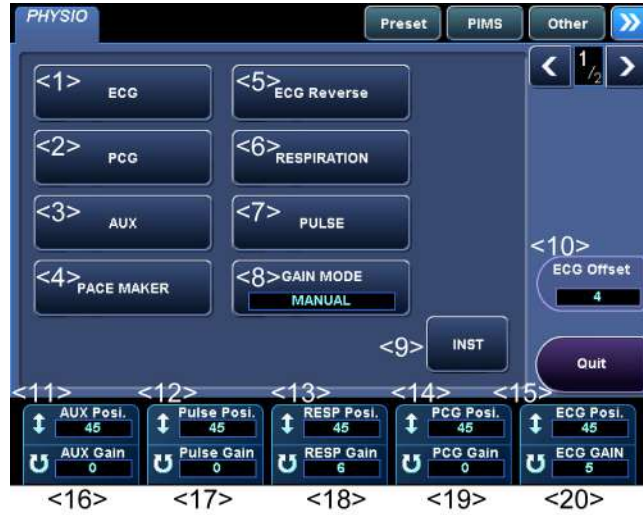 PHYSIO
Preset PIMS Other
<1> ECG <5> ECG Reverse
1/2
<2> PCG <6> RESPIRATION
<3> AUX <7> PULSE
<10>
ECG Offset
4
<4> PACE MAKER <8> GAIN MODE
MANUAL
<9> INST
Quit
<11> <12> <13> <14> <15>
AUX Posi. Pulse Posi. RESP Posi. PCG Posi. ECG Posi.
45 45 45 45 45
AUX Gain Pulse Gain RESP Gain PCG Gain ECG GAIN
0 0 6 0 5
<16> <17> <18> <19> <20>